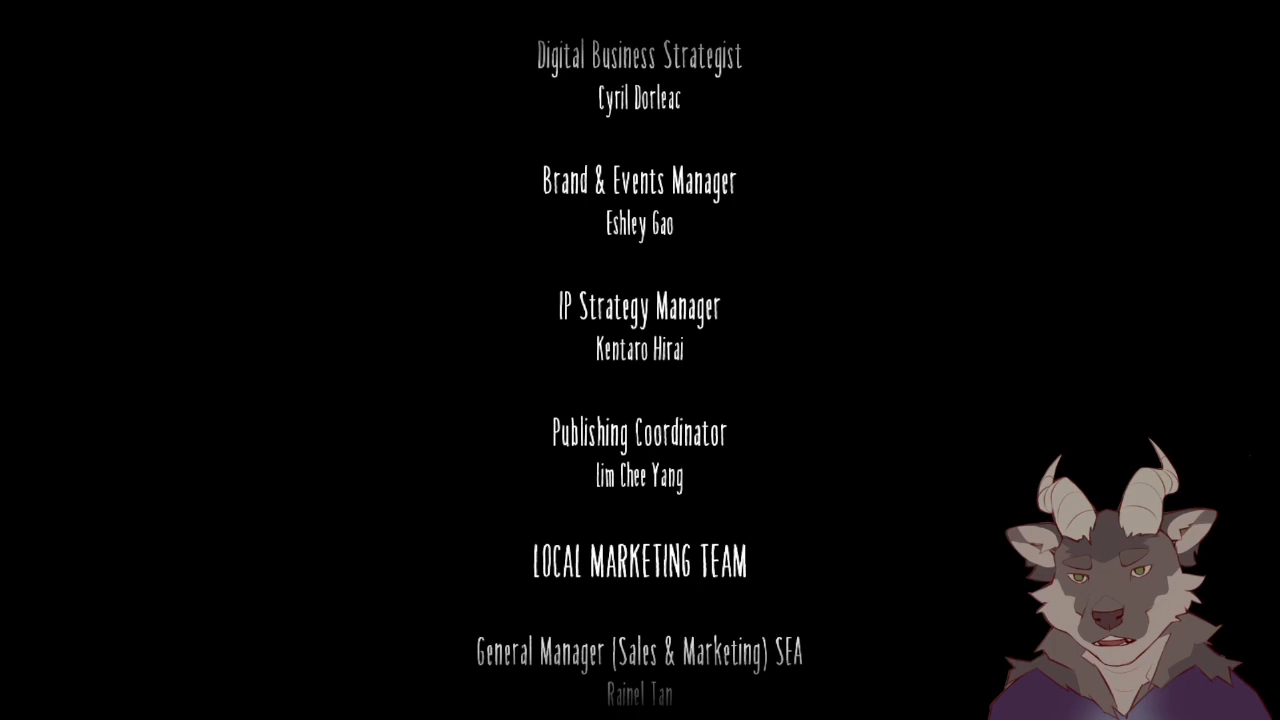 Digital Business Strategist
Cyril Dorleac
Brand & Events Manager
Eshley Gao
IP Strategy Manager
Kentaro Hirai
Publishing Coordinator
Lim Chee Yang
LOCAL MARKETING TEAM
General Manager (Sales & Marketing) SEA
Rainel Tan